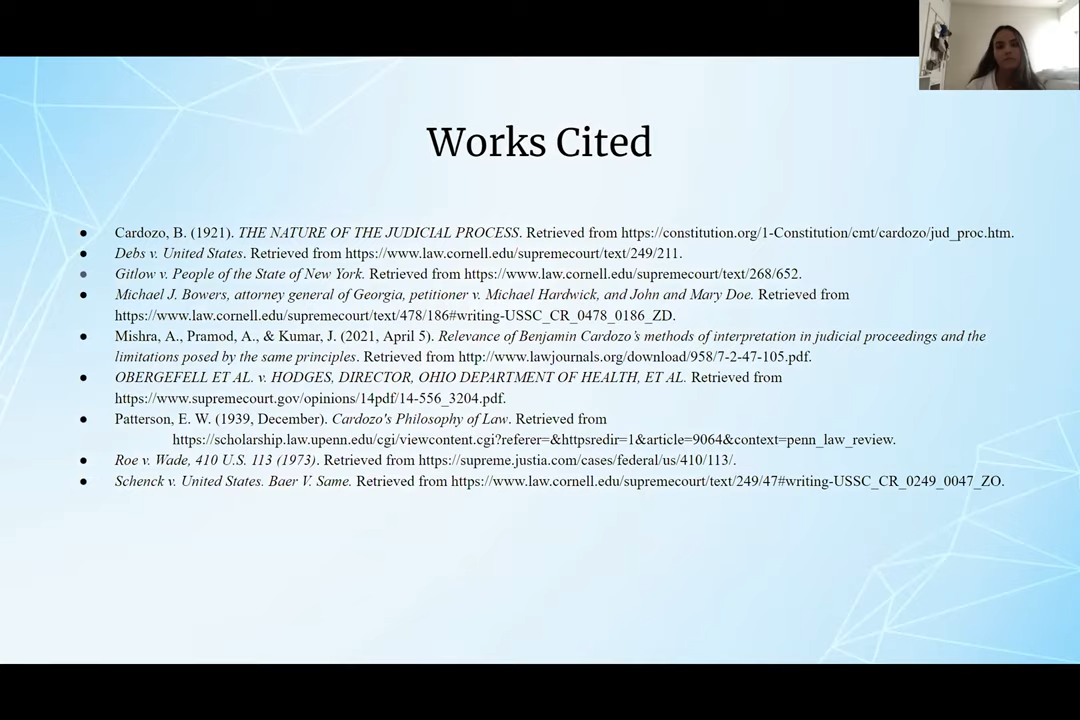 Works Cited
● Cardozo, B. (1921). THE NATURE OF THE JUDICIAL PROCESS. Retrieved from https://constitution.org/1-Constitution/cmt/cardozo/jud_proc.htm.
● Debs v. United States. Retrieved from https://www.law.cornell.edu/supremecourt/text/249/211.
● Gitlow v. People of the State of New York. Retrieved from https://www.law.cornell.edu/supremecourt/text/268/652.
● Michael J. Bowers, attorney general of Georgia, petitioner v. Michael Hardwick, and John and Mary Doe. Retrieved from
https://www.law.cornell.edu/supremecourt/text/478/186#writing-USSC_CR_0478_0186_ZD.
● Mishra, A., Pramod, A., & Kumar, J. (2021, April 5). Relevance of Benjamin Cardozo’s methods of interpretation in judicial proceedings and the
limitations posed by the same principles. Retrieved from http://www.lawjournals.org/download/958/7-2-47-105.pdf.
● OBERGEFELL ET AL. v. HODGES, DIRECTOR, OHIO DEPARTMENT OF HEALTH, ET AL. Retrieved from
https://www.supremecourt.gov/opinions/14pdf/14-556_3204.pdf.
● Patterson, E. W. (1939, December). Cardozo's Philosophy of Law. Retrieved from
https://scholarship.law.upenn.edu/cgi/viewcontent.cgi?referer=&httpsredir=1&article=9064&context=penn_law_review.
● Roe v. Wade, 410 U.S. 113 (1973). Retrieved from https://supreme.justia.com/cases/federal/us/410/113/.
● Schenck v. United States. Baer V. Same. Retrieved from https://www.law.cornell.edu/supremecourt/text/249/47#writing-USSC_CR_0249_0047_ZO.